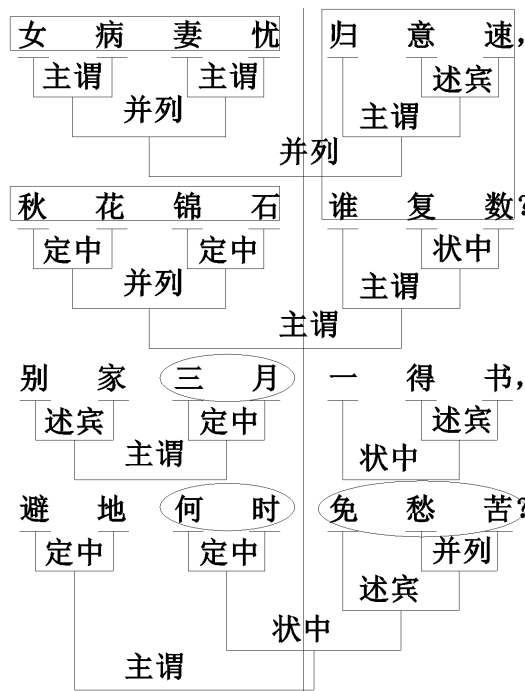 女 病 妻 忧 归 意 速,
主谓 主谓 述宾
并列 主谓
并列
秋 花 锦 石 谁 复 数?
定中 定中 状中
并列 主谓
主谓
别 家 三 月 一 得 书,
述宾 定中 述宾
主谓 状中
避 地 何 时 免 愁 苦?
定中 定中 并列
述宾
状中
主谓